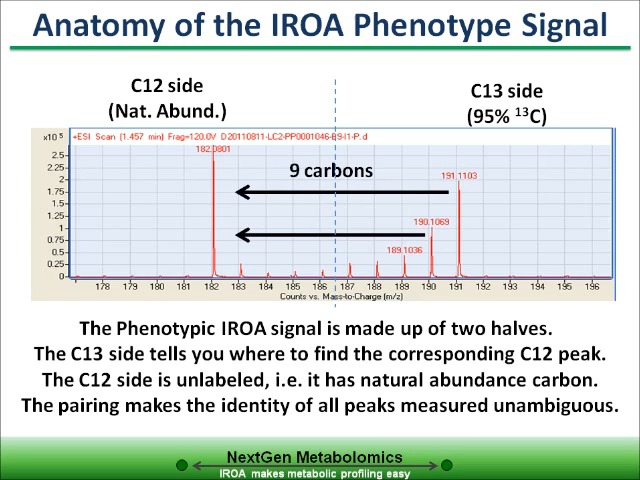 Anatomy of the IROA Phenotype Signal
C12 side
(Nat. Abund.)
C13 side
(95% ¹³C)
x10 5
+ESI Scan (1.457 min) Frag=120.0V D20110811-LC2-PP0001046-B9-I1-P.d
182.0801
9 carbons
191.1103
190.1069
189.1036
2.5
2.25
2
1.75
1.5
1.25
1
0.75
0.5
0.25
0
178 179 180 181 182 183 184 185 186 187 188 189 190 191 192 193 194 195 196
Counts vs. Mass-to-Charge (m/z)
The Phenotypic IROA signal is made up of two halves.
The C13 side tells you where to find the corresponding C12 peak.
The C12 side is unlabeled, i.e. it has natural abundance carbon.
The pairing makes the identity of all peaks measured unambiguous.
NextGen Metabolomics
IROA makes metabolic profiling easy